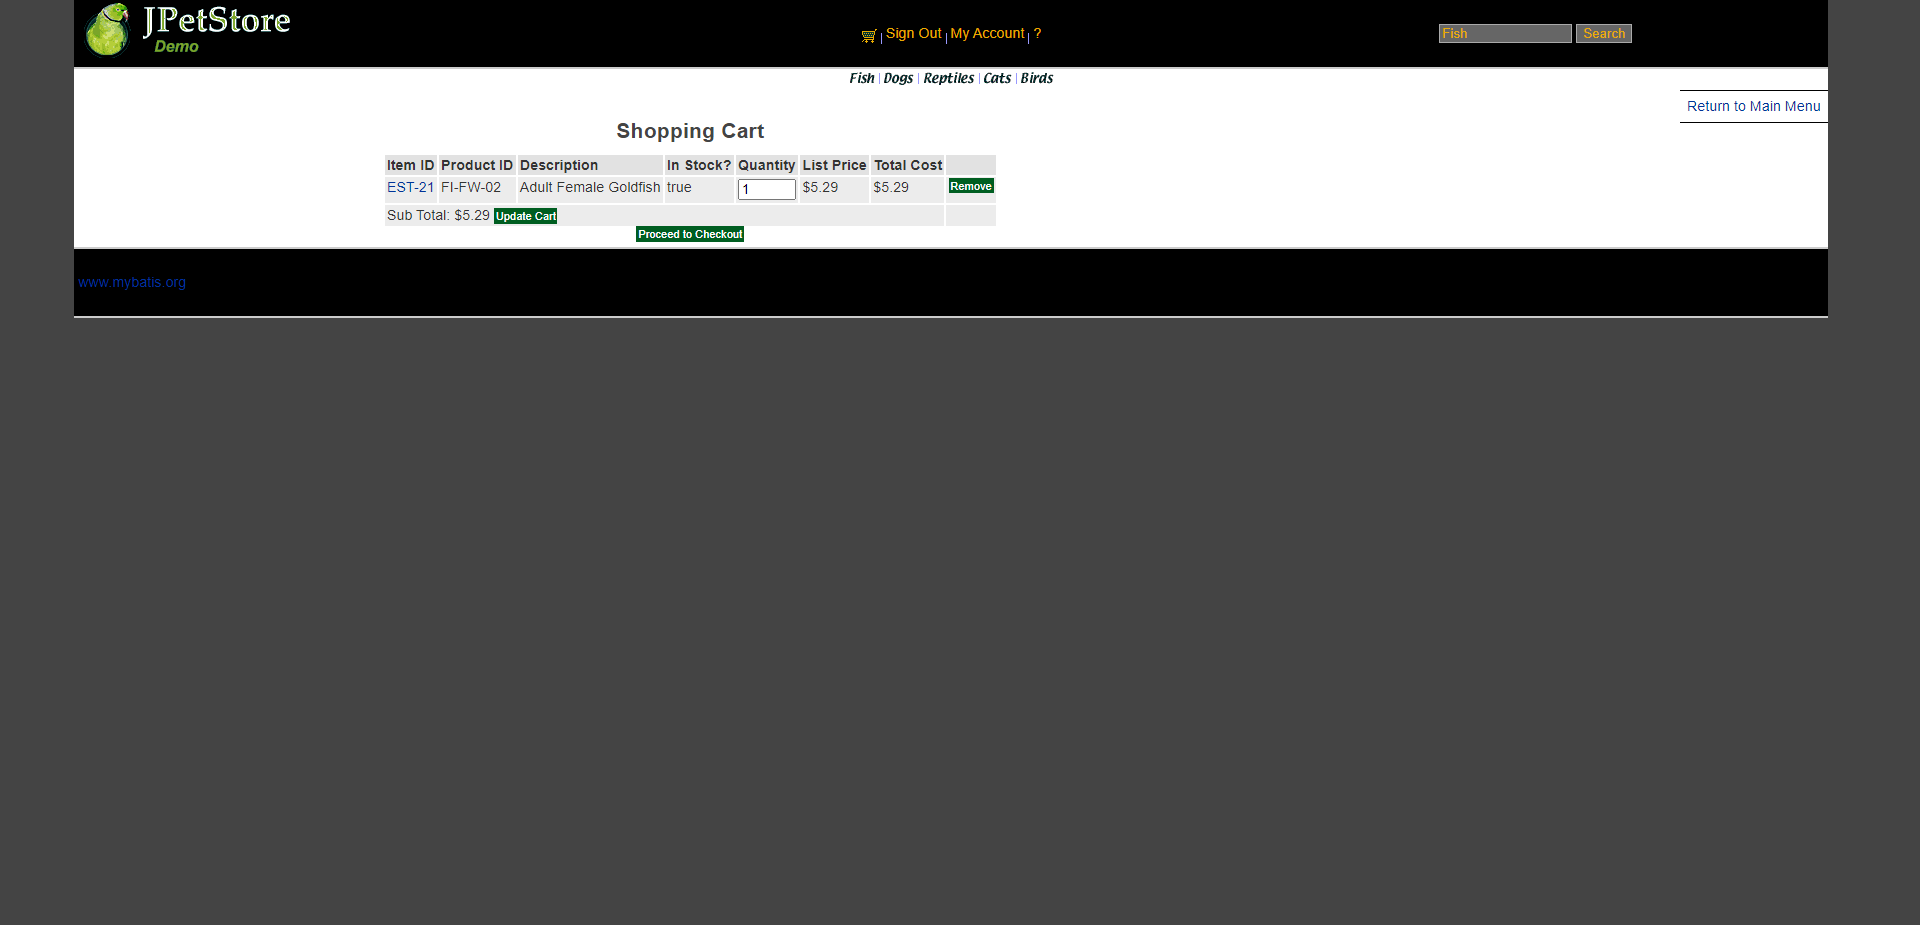 JPetStore
Demo
Sign Out My Account ?
Fish Search
Fish Dogs Reptiles Cats Birds
Return to Main Menu
Shopping Cart
Item ID Product ID Description In Stock? Quantity List Price Total Cost
EST-21 FI-FW-02 Adult Female Goldfish true 1 $5.29 $5.29 Remove
Sub Total: $5.29 Update Cart
Proceed to Checkout
www.mybatis.org